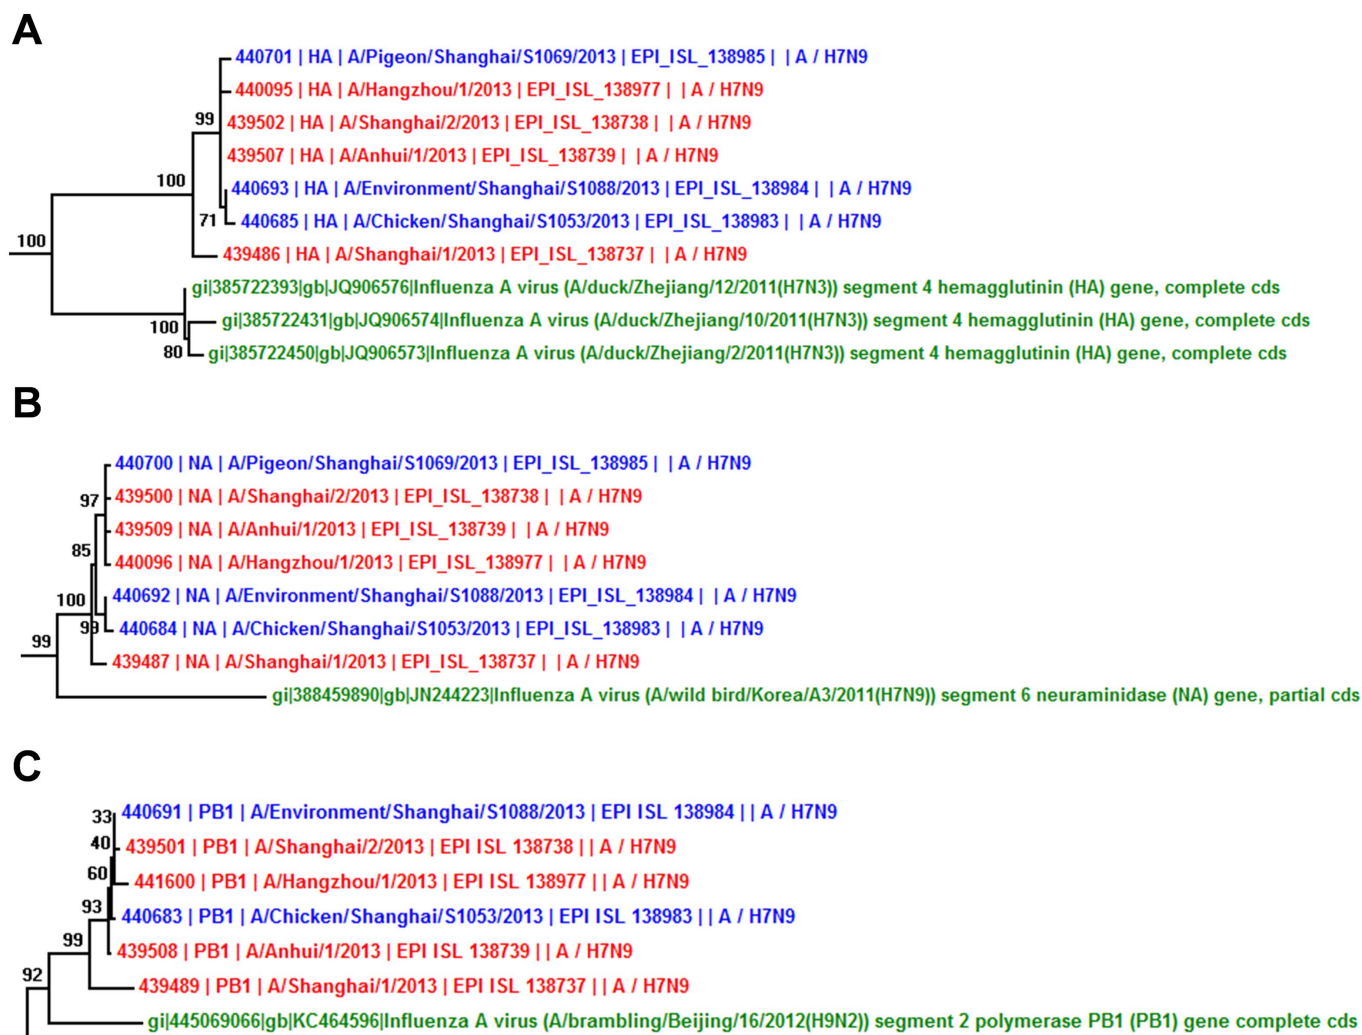 A
440701 | HA | A/Pigeon/Shanghai/S1069/2013 | EPI_ISL_138985 | | A / H7N9
440095 | HA | A/Hangzhou/1/2013 | EPI_ISL_138977 | | A / H7N9
99
439502 | HA | A/Shanghai/2/2013 | EPI_ISL_138738 | | A / H7N9
439507 | HA | A/Anhui/1/2013 | EPI_ISL_138739 | | A / H7N9
100
440693 | HA | A/Environment/Shanghai/S1088/2013 | EPI_ISL_138984 | | A / H7N9
71
440685 | HA | A/Chicken/Shanghai/S1053/2013 | EPI_ISL_138983 | | A / H7N9
100
439486 | HA | A/Shanghai/1/2013 | EPI_ISL_138737 | | A / H7N9
gi|385722393|gb|JQ906576|Influenza A virus (A/duck/Zhejiang/12/2011(H7N3)) segment 4 hemagglutinin (HA) gene, complete cds
100
gi|385722431|gb|JQ906574|Influenza A virus (A/duck/Zhejiang/10/2011(H7N3)) segment 4 hemagglutinin (HA) gene, complete cds
80
gi|385722450|gb|JQ906573|Influenza A virus (A/duck/Zhejiang/2/2011(H7N3)) segment 4 hemagglutinin (HA) gene, complete cds
B
440700 | NA | A/Pigeon/Shanghai/S1069/2013 | EPI_ISL_138985 | | A / H7N9
97
439500 | NA | A/Shanghai/2/2013 | EPI_ISL_138738 | | A / H7N9
439509 | NA | A/Anhui/1/2013 | EPI_ISL_138739 | | A / H7N9
85
440096 | NA | A/Hangzhou/1/2013 | EPI_ISL_138977 | | A / H7N9
100
440692 | NA | A/Environment/Shanghai/S1088/2013 | EPI_ISL_138984 | | A / H7N9
99
440684 | NA | A/Chicken/Shanghai/S1053/2013 | EPI_ISL_138983 | | A / H7N9
99
439487 | NA | A/Shanghai/1/2013 | EPI_ISL_138737 | | A / H7N9
gi|388459890|gb|JN244223|Influenza A virus (A/wild bird/Korea/A3/2011(H7N9)) segment 6 neuraminidase (NA) gene, partial cds
C
33
440691 | PB1 | A/Environment/Shanghai/S1088/2013 | EPI ISL 138984 | | A / H7N9
40
439501 | PB1 | A/Shanghai/2/2013 | EPI ISL 138738 | | A / H7N9
60
441600 | PB1 | A/Hangzhou/1/2013 | EPI ISL 138977 | | A / H7N9
93
440683 | PB1 | A/Chicken/Shanghai/S1053/2013 | EPI ISL 138983 | | A / H7N9
99
439508 | PB1 | A/Anhui/1/2013 | EPI ISL 138739 | | A / H7N9
92
439489 | PB1 | A/Shanghai/1/2013 | EPI ISL 138737 | | A / H7N9
gi|445069066|gb|KC464596|Influenza A virus (A/brambling/Beijing/16/2012(H9N2)) segment 2 polymerase PB1 (PB1) gene complete cds